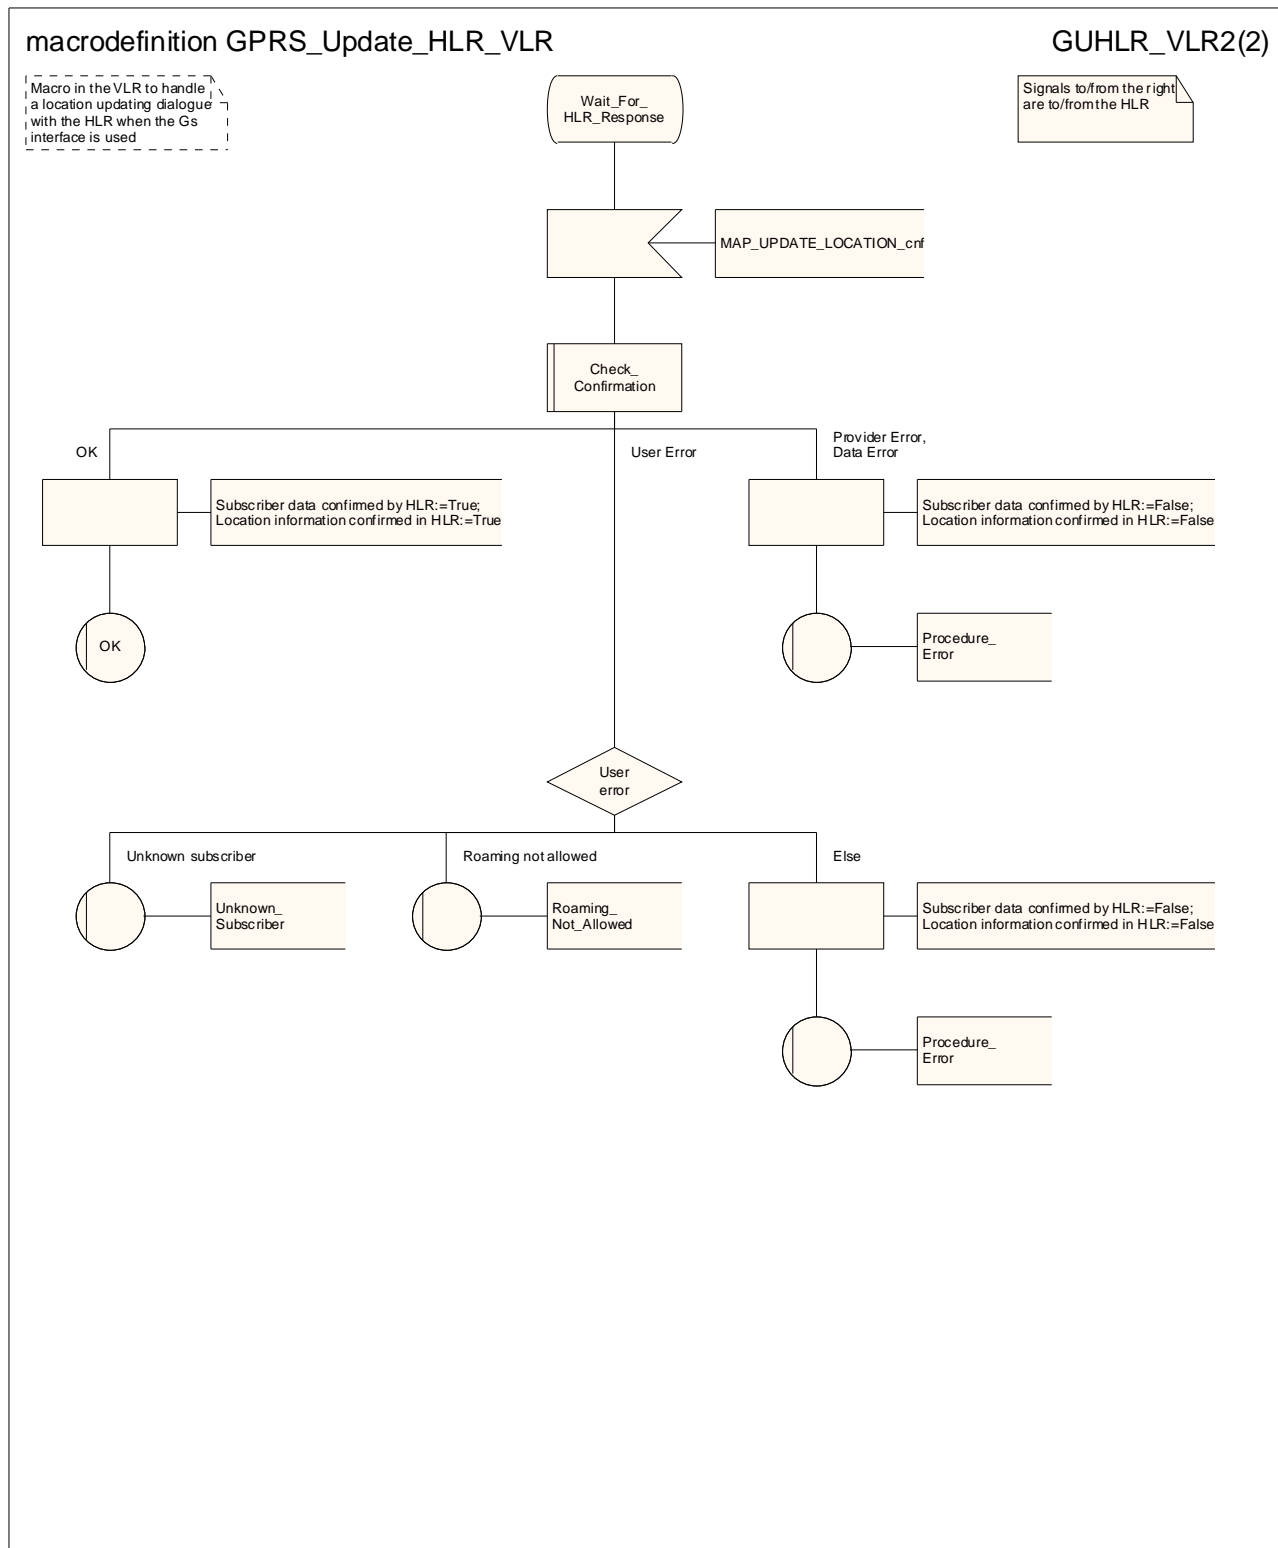 macrodefinition GPRS_Update_HLR_VLR
GUHLR_VLR2(2)
Macro in the VLR to handle
a location updating dialogue
with the HLR when the Gs
interface is used
Wait_For_
HLR_Response
Signals to/from the right
are to/from the HLR
MAP_UPDATE_LOCATION_cnf
Check_
Confirmation
OK
User Error
Provider Error,
Data Error
Subscriber data confirmed by HLR:=True;
Location information confirmed in HLR:=True
Subscriber data confirmed by HLR:=False;
Location information confirmed in HLR:=False
OK
Procedure_
Error
User
error
Unknown subscriber
Roaming not allowed
Else
Unknown_
Subscriber
Roaming_
Not_Allowed
Subscriber data confirmed by HLR:=False;
Location information confirmed in HLR:=False
Procedure_
Error